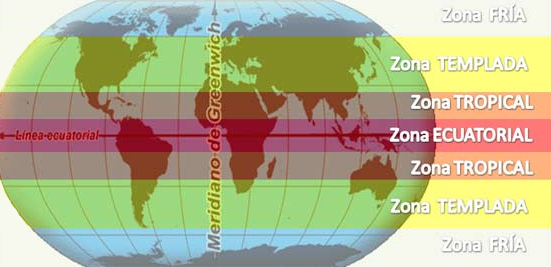 Zona FRÍA
Zona TEMPLADA
Zona TROPICAL
Línea ecuatorial
Zona ECUATORIAL
Meridiano de Greenwich
Zona TROPICAL
Zona TEMPLADA
Zona FRÍA